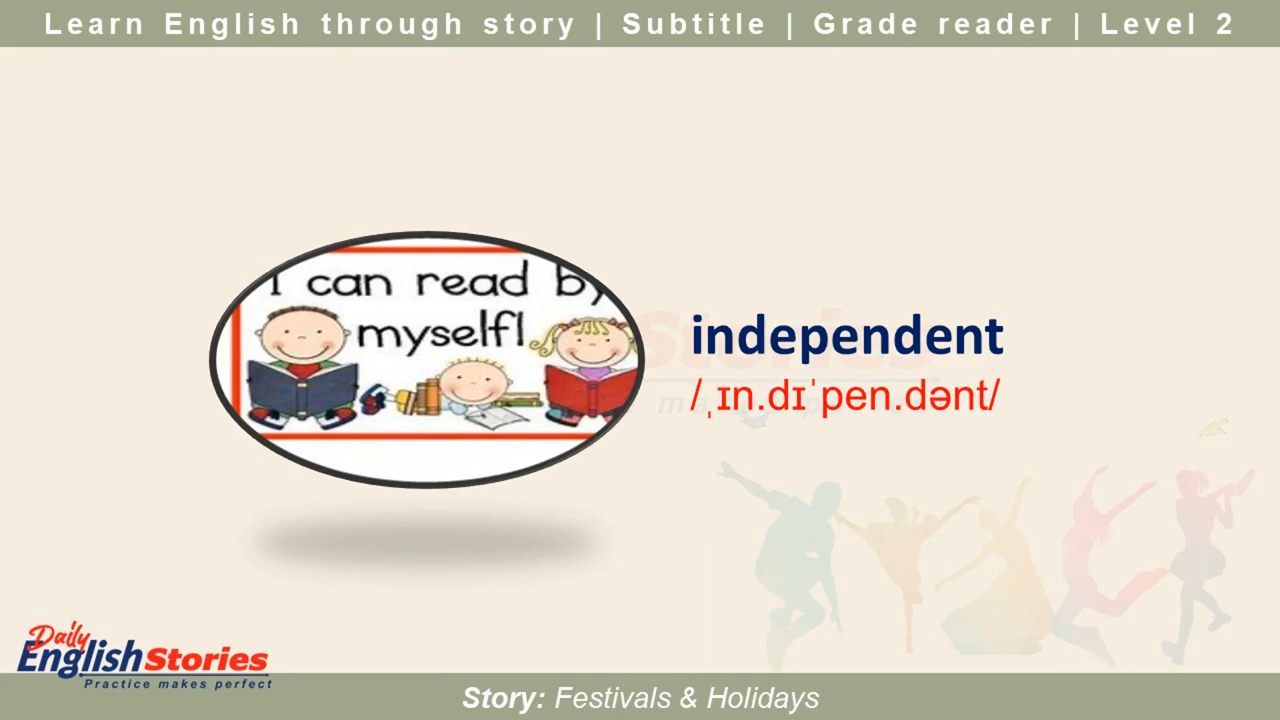 Learn English through story | Subtitle | Grade reader | Level 2
I can read by
myself!
independent
/ˌɪn.dɪˈpen.dənt/
Stories
Daily
English Stories
Practice makes perfect
Story: Festivals & Holidays